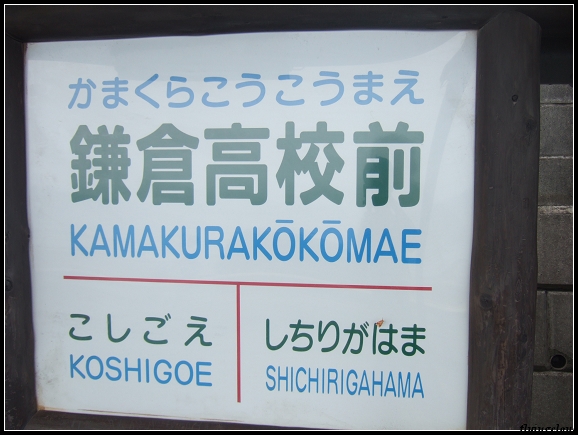 かまくらこうこうまえ
鎌倉高校前
KAMAKURAKŌKŌMAE
こしごえ
KOSHIGOE
しちりがはま
SHICHIRIGAHAMA